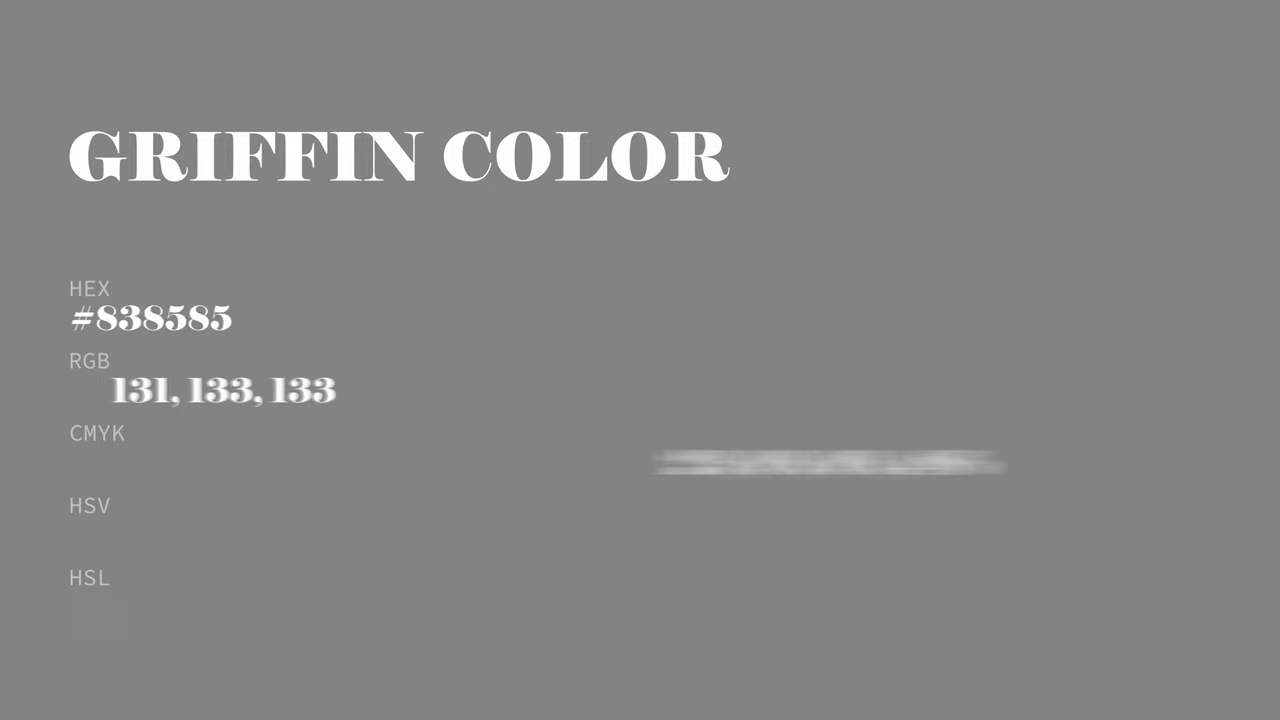 GRIFFIN COLOR
HEX
#838585
RGB
131, 133, 133
CMYK
HSV
HSL